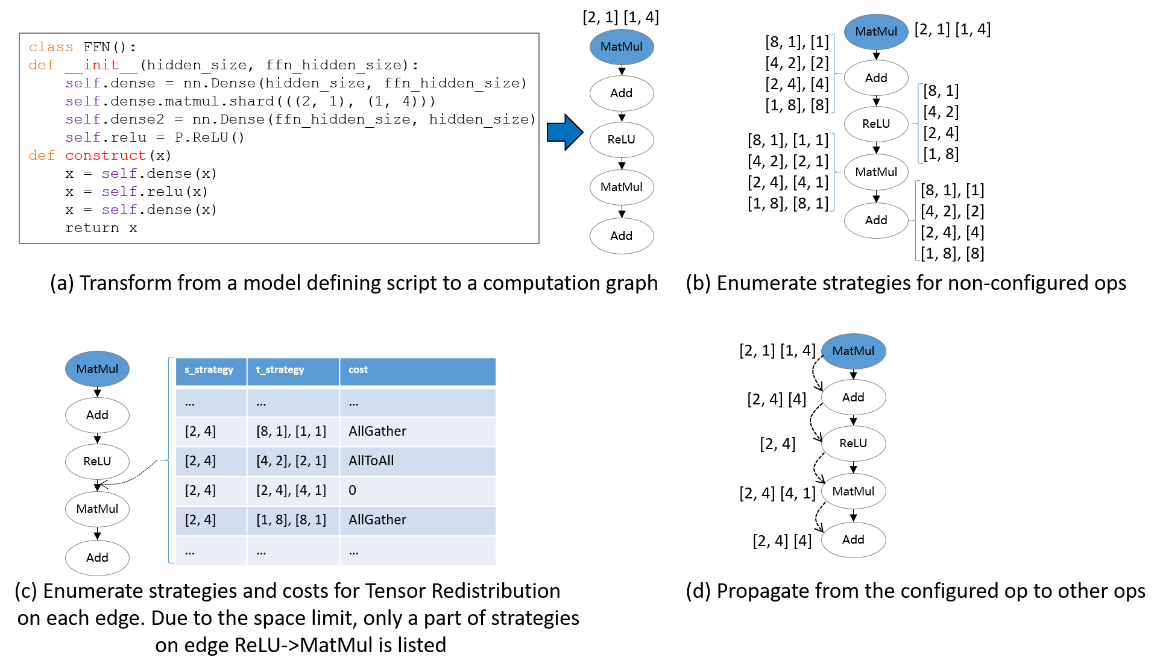 [2, 1] [1, 4]
class FFN():
def __init__(hidden_size, ffn_hidden_size):
self.dense = nn.Dense(hidden_size, ffn_hidden_size)
self.dense.matmul.shard(((2, 1), (1, 4)))
self.dense2 = nn.Dense(ffn_hidden_size, hidden_size)
self.relu = P.ReLU()
def construct(x)
x = self.dense(x)
x = self.relu(x)
x = self.dense(x)
return x
MatMul
Add
ReLU
MatMul
Add
(a) Transform from a model defining script to a computation graph
MatMul
[2, 1] [1, 4]
[8, 1], [1]
[4, 2], [2]
[2, 4], [4]
[1, 8], [8]
Add
[8, 1]
[4, 2]
[2, 4]
[1, 8]
ReLU
[8, 1], [1, 1]
[4, 2], [2, 1]
[2, 4], [4, 1]
[1, 8], [8, 1]
MatMul
Add
[8, 1], [1]
[4, 2], [2]
[2, 4], [4]
[1, 8], [8]
(b) Enumerate strategies for non-configured ops
MatMul
Add
ReLU
MatMul
Add
s_strategy t_strategy cost
... ... ...
[2, 4] [8, 1], [1, 1] AllGather
[2, 4] [4, 2], [2, 1] AllToAll
[2, 4] [2, 4], [4, 1] 0
[2, 4] [1, 8], [8, 1] AllGather
... ... ...
(c) Enumerate strategies and costs for Tensor Redistribution
on each edge. Due to the space limit, only a part of strategies
on edge ReLU->MatMul is listed
[2, 1] [1, 4] MatMul
[2, 4] [4] Add
[2, 4] ReLU
[2, 4] [4, 1] MatMul
[2, 4] [4] Add
(d) Propagate from the configured op to other ops